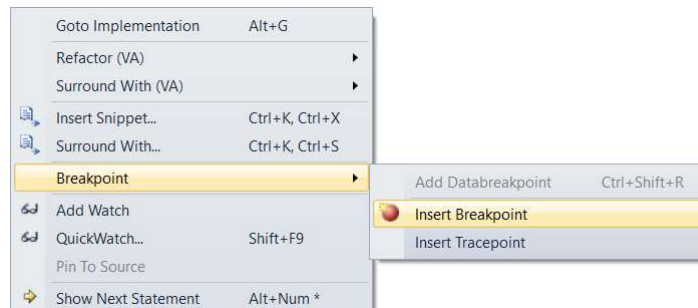 Goto Implementation Alt+G
Refactor (VA)
Surround With (VA)
Insert Snippet... Ctrl+K, Ctrl+X
Surround With... Ctrl+K, Ctrl+S
Breakpoint
Add Databreakpoint Ctrl+Shift+R
Add Watch
Insert Breakpoint
QuickWatch... Shift+F9
Insert Tracepoint
Pin To Source
Show Next Statement Alt+Num *